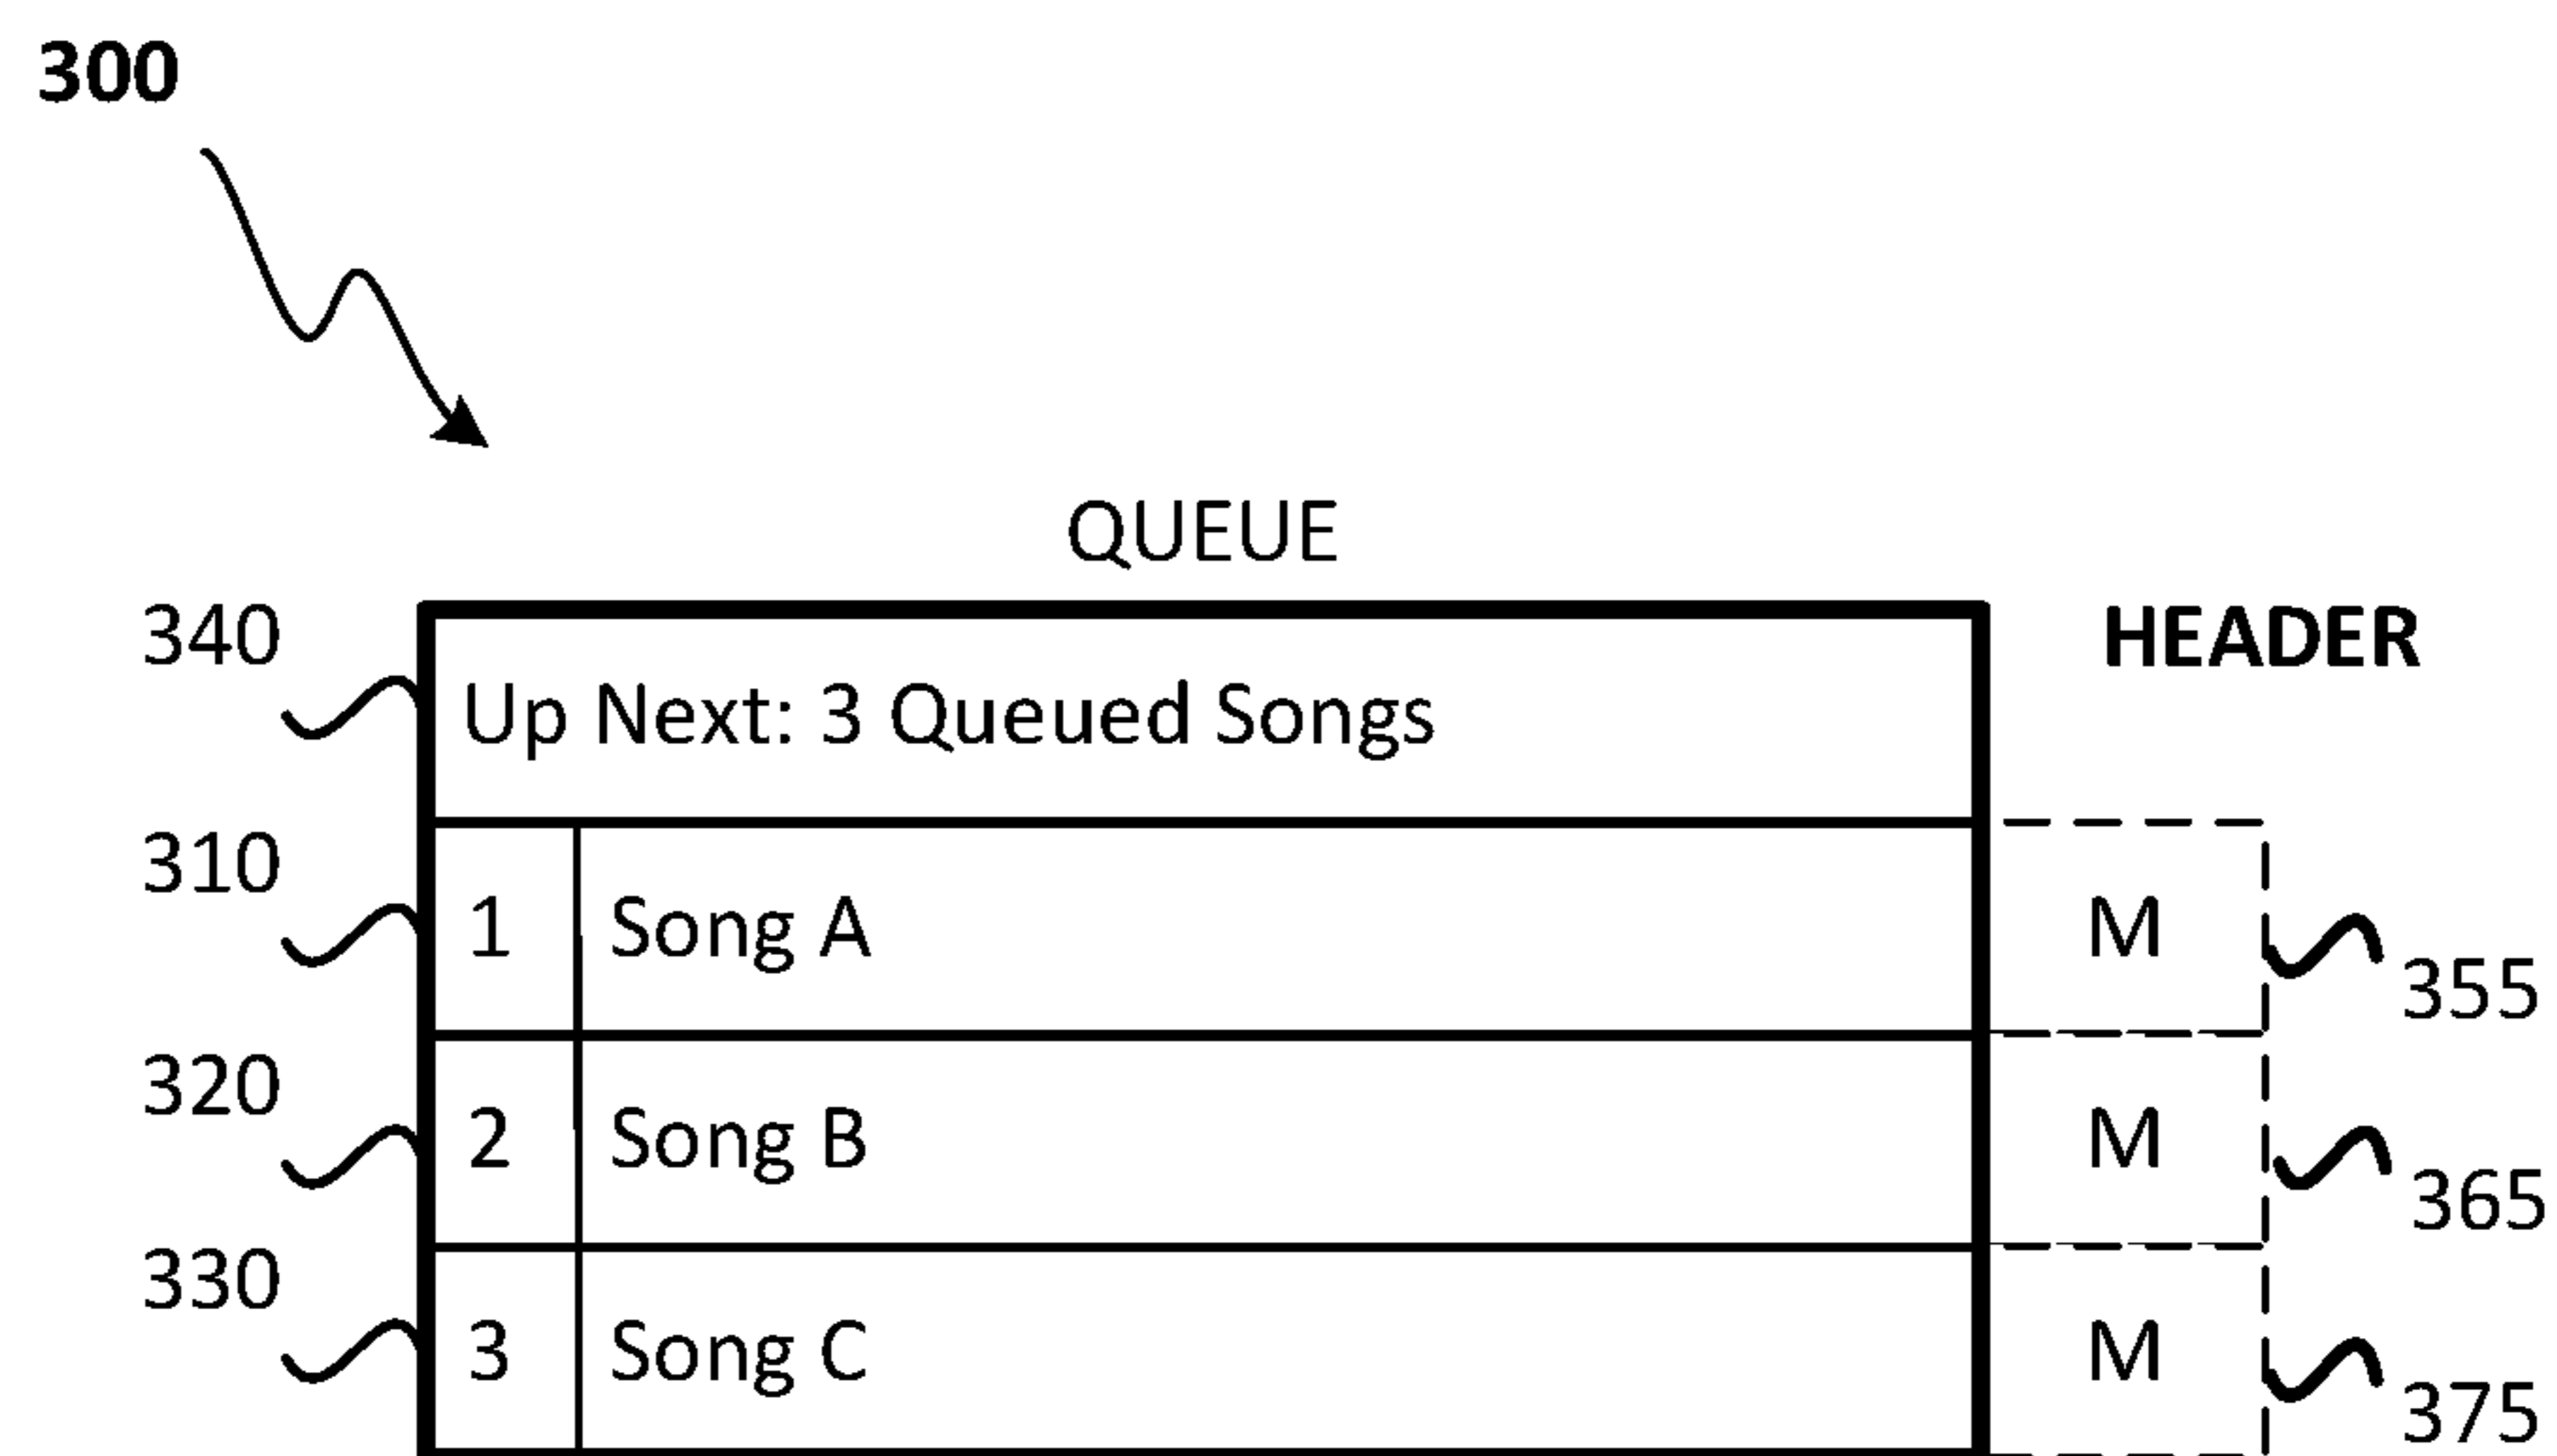 300
QUEUE
340 Up Next: 3 Queued Songs HEADER
310 1 Song A M 355
320 2 Song B M 365
330 3 Song C M 375